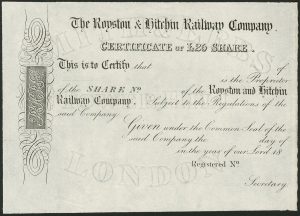 The Royston & Hitchin Railway Company.
CERTIFICATE OF £25 SHARE.
This is to Certify that of
is the Proprietor
of the SHARE Nº of the Royston and Hitchin
Railway Company. Subject to the Regulations of the
said Company. Given under the Common Seal of the
said Company the day of
in the year of our Lord 18
Registered Nº
Secretary.
LONDON